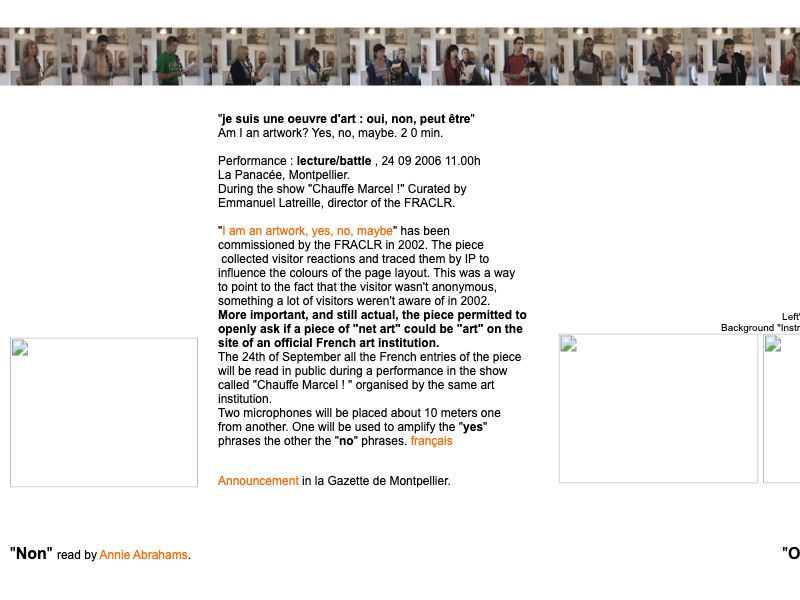 "je suis une oeuvre d'art : oui, non, peut être"
Am I an artwork? Yes, no, maybe. 2 0 min.
Performance : lecture/battle , 24 09 2006 11.00h
La Panacée, Montpellier.
During the show "Chauffe Marcel !" Curated by
Emmanuel Latreille, director of the FRACLR.
"I am an artwork, yes, no, maybe" has been
commissioned by the FRACLR in 2002. The piece
collected visitor reactions and traced them by IP to
influence the colours of the page layout. This was a way
to point to the fact that the visitor wasn't anonymous,
something a lot of visitors weren't aware of in 2002.
More important, and still actual, the piece permitted to
openly ask if a piece of "net art" could be "art" on the
site of an official French art institution.
The 24th of September all the French entries of the piece
will be read in public during a performance in the show
called "Chauffe Marcel ! " organised by the same art
institution.
Two microphones will be placed about 10 meters one
from another. One will be used to amplify the "yes"
phrases the other the "no" phrases. français
Announcement in la Gazette de Montpellier.
Left"
Background "Instr
"Non" read by Annie Abrahams.
"O